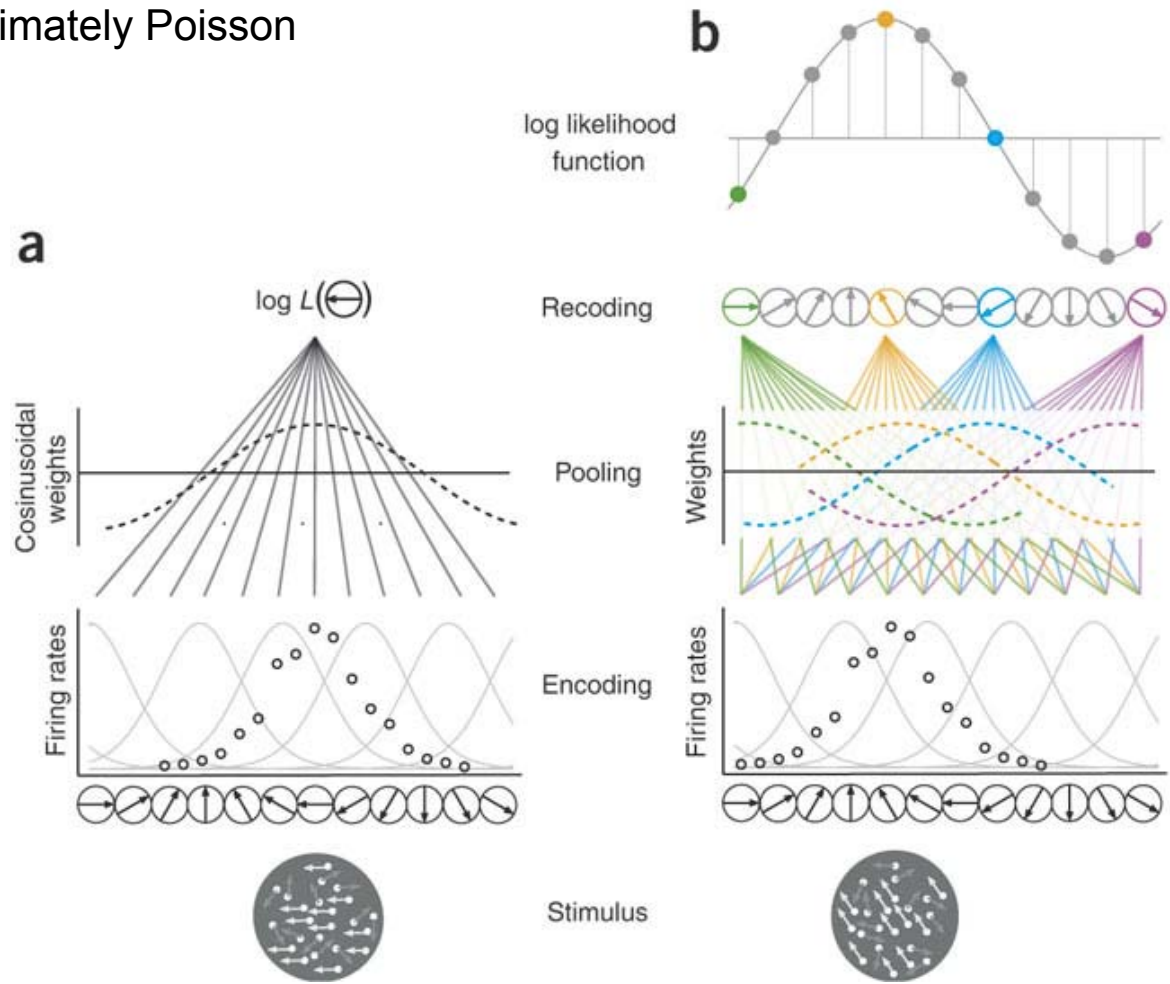 imately Poisson
b
log likelihood
function
a
log L(
)
Recoding
Cosinusoidal
weights
Pooling
Weights
Firing rates
Encoding
Firing rates
Stimulus